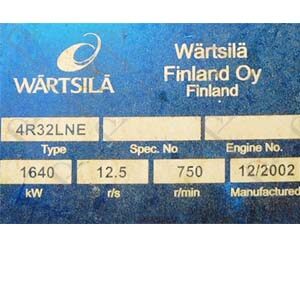 WÄRTSILÄ
Wärtsilä
Finland Oy
Finland
4R32LNE
Type Spec. No Engine No.
1640 12.5 750 12/2002
kW r/s r/min Manufactured